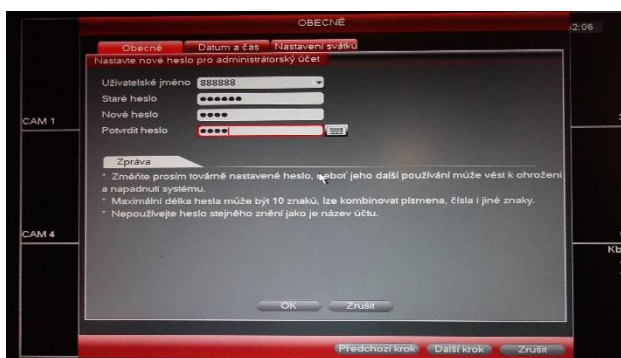 OBECNÉ
2:06
Obecné Datum a čas Nastavení svátků
Nastavte nové heslo pro administrátorský účet
Uživatelské jméno 888888
Staré heslo ●●●●●●
Nové heslo ●●●●
Potvrdit heslo ●●●●
CAM 1
Zpráva
* Změňte prosím továrně nastavené heslo, neboť jeho další používání může vést k ohrožení
a napadnutí systému.
* Maximální délka hesla může být 10 znaků, lze kombinovat písmena, čísla i jiné znaky.
* Nepoužívejte heslo stejného znění jako je název účtu.
CAM 4
Kb
OK Zrušit
Předchozí krok Další krok Zrušit